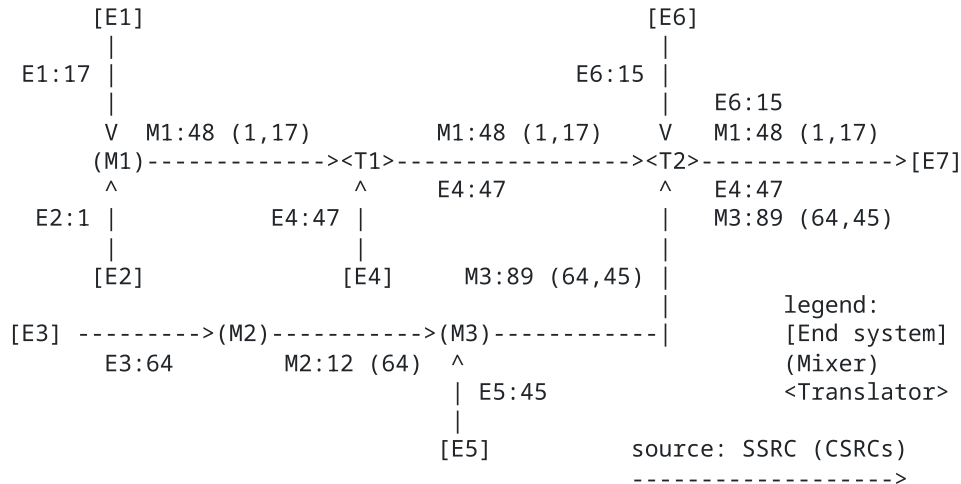 [E1]                                    [E6]
 |                                       |
E1:17 |                           E6:15 |
 |                                       |   E6:15
 V  M1:48 (1,17)        M1:48 (1,17)     V   M1:48 (1,17)
(M1)-------------><T1>-----------------><T2>-------------->[E7]
 ^                 ^    E4:47            ^   E4:47
E2:1 |       E4:47 |                     |   M3:89 (64,45)
 |                 |                     |
[E2]              [E4]   M3:89 (64,45)   |
                                         |        legend:
[E3] --------->(M2)----------->(M3)------------|        [End system]
E3:64        M2:12 (64)         ^                 (Mixer)
                                | E5:45           <Translator>
                                |
                               [E5]      source: SSRC (CSRCs)
                                         ------------------->